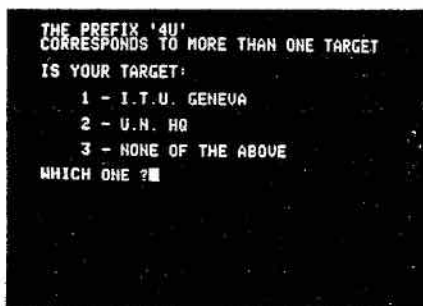 THE PREFIX '4U'
CORRESPONDS TO MORE THAN ONE TARGET
IS YOUR TARGET:
1 - I.T.U. GENEVA
2 - U.N. HQ
3 - NONE OF THE ABOVE
WHICH ONE ?